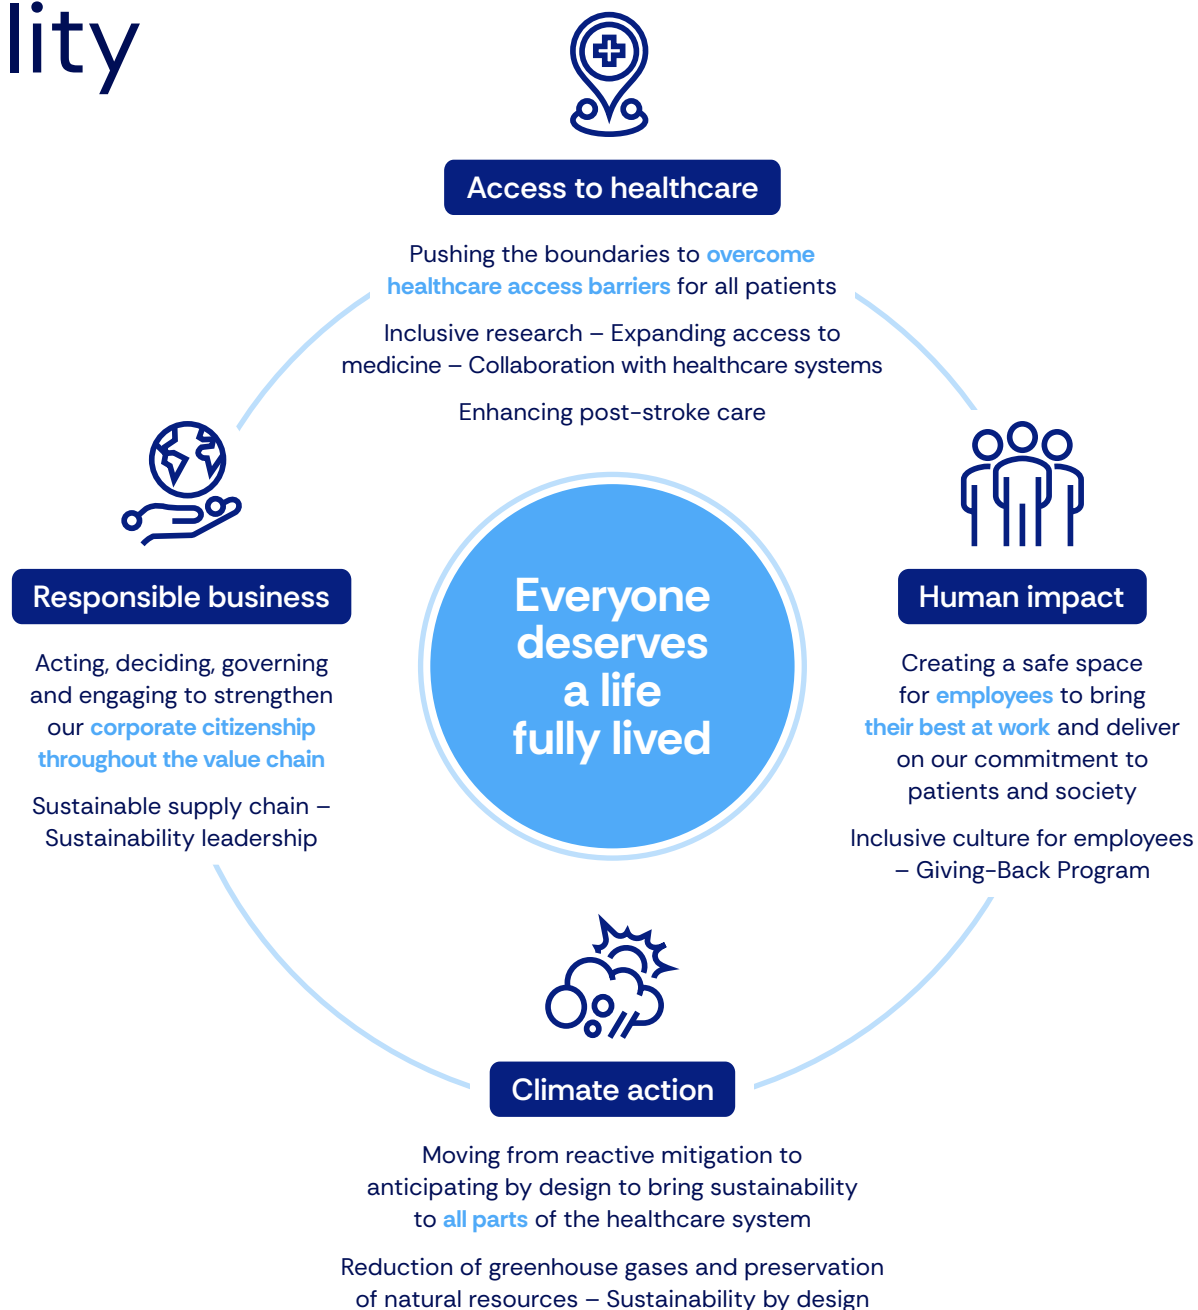 lity
Access to healthcare
Pushing the boundaries to overcome
healthcare access barriers for all patients
Inclusive research – Expanding access to
medicine – Collaboration with healthcare systems
Enhancing post-stroke care
Responsible business
Acting, deciding, governing
and engaging to strengthen
our corporate citizenship
throughout the value chain
Sustainable supply chain –
Sustainability leadership
Everyone
deserves
a life
fully lived
Human impact
Creating a safe space
for employees to bring
their best at work and deliver
on our commitment to
patients and society
Inclusive culture for employees
– Giving-Back Program
Climate action
Moving from reactive mitigation to
anticipating by design to bring sustainability
to all parts of the healthcare system
Reduction of greenhouse gases and preservation
of natural resources – Sustainability by design